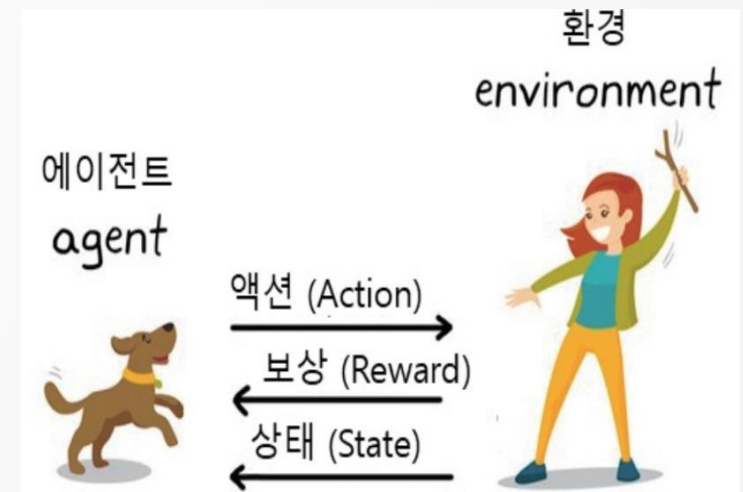 환경
environment
에이전트
agent
액션 (Action)
보상 (Reward)
상태 (State)